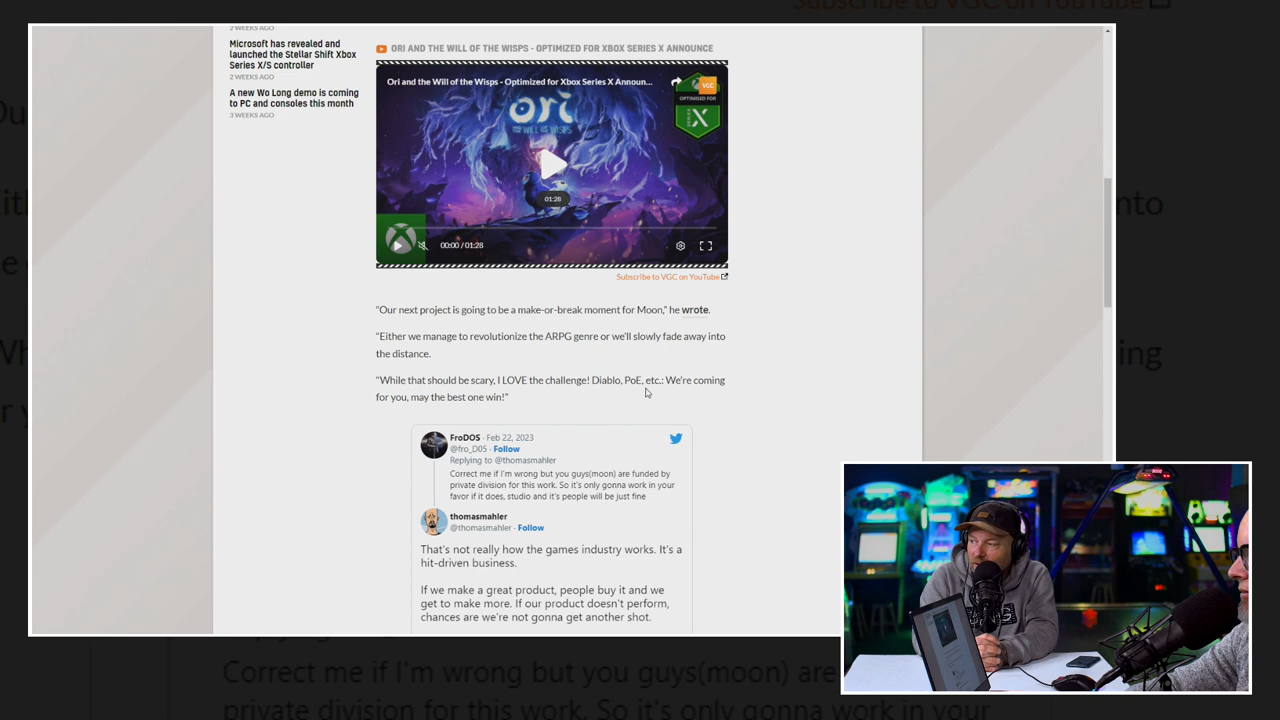 Subscribe to VGC on YouTube
2 WEEKS AGO
Microsoft has revealed and
launched the Stellar Shift Xbox
Series X/S controller
2 WEEKS AGO
A new Wo Long demo is coming
to PC and consoles this month
3 WEEKS AGO
ORI AND THE WILL OF THE WISPS - OPTIMIZED FOR XBOX SERIES X ANNOUNCE
Ori and the Will of the Wisps - Optimized for Xbox Series X Announ...
VGC
OPTIMISED FOR
SERIES
X
ori
AND THE
WILL OF THE WISPS
01:28
00:00 / 01:28
Subscribe to VGC on YouTube
"Our next project is going to be a make-or-break moment for Moon," he wrote.
"Either we manage to revolutionize the ARPG genre or we'll slowly fade away into
the distance.
"While that should be scary, I LOVE the challenge! Diablo, PoE, etc.: We're coming
for you, may the best one win!"
FroDOS · Feb 22, 2023
@fro_D05 · Follow
Replying to @thomasmahler
Correct me if I'm wrong but you guys(moon) are funded by
private division for this work. So it's only gonna work in your
favor if it does, studio and it's people will be just fine
thomasmahler
@thomasmahler · Follow
That's not really how the games industry works. It's a
hit-driven business.
If we make a great product, people buy it and we
get to make more. If our product doesn't perform,
chances are we're not gonna get another shot.
Correct me if I'm wrong but you guys(moon) are
private division for this work. So it's only gonna work in your